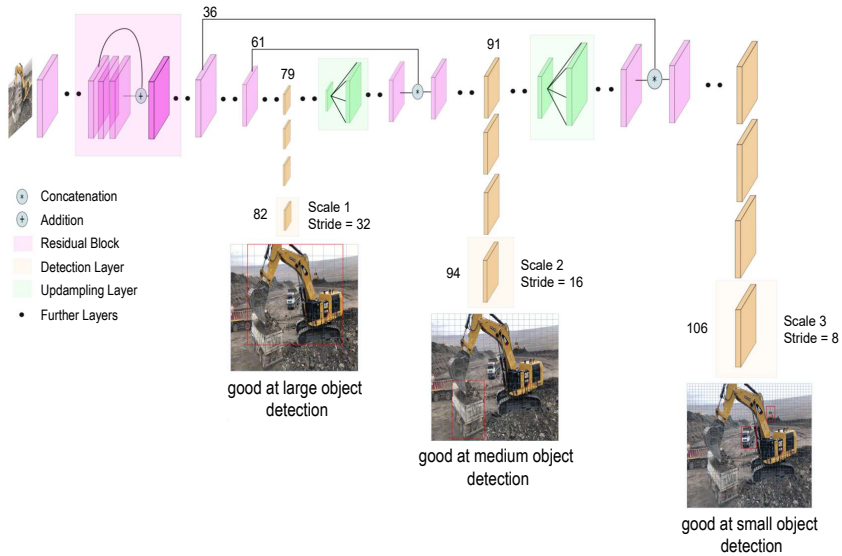 36
61
79
91
Concatenation
Addition
Residual Block
Detection Layer
Updampling Layer
Further Layers
82
Scale 1
Stride = 32
good at large object
detection
94
Scale 2
Stride = 16
good at medium object
detection
106
Scale 3
Stride = 8
good at small object
detection